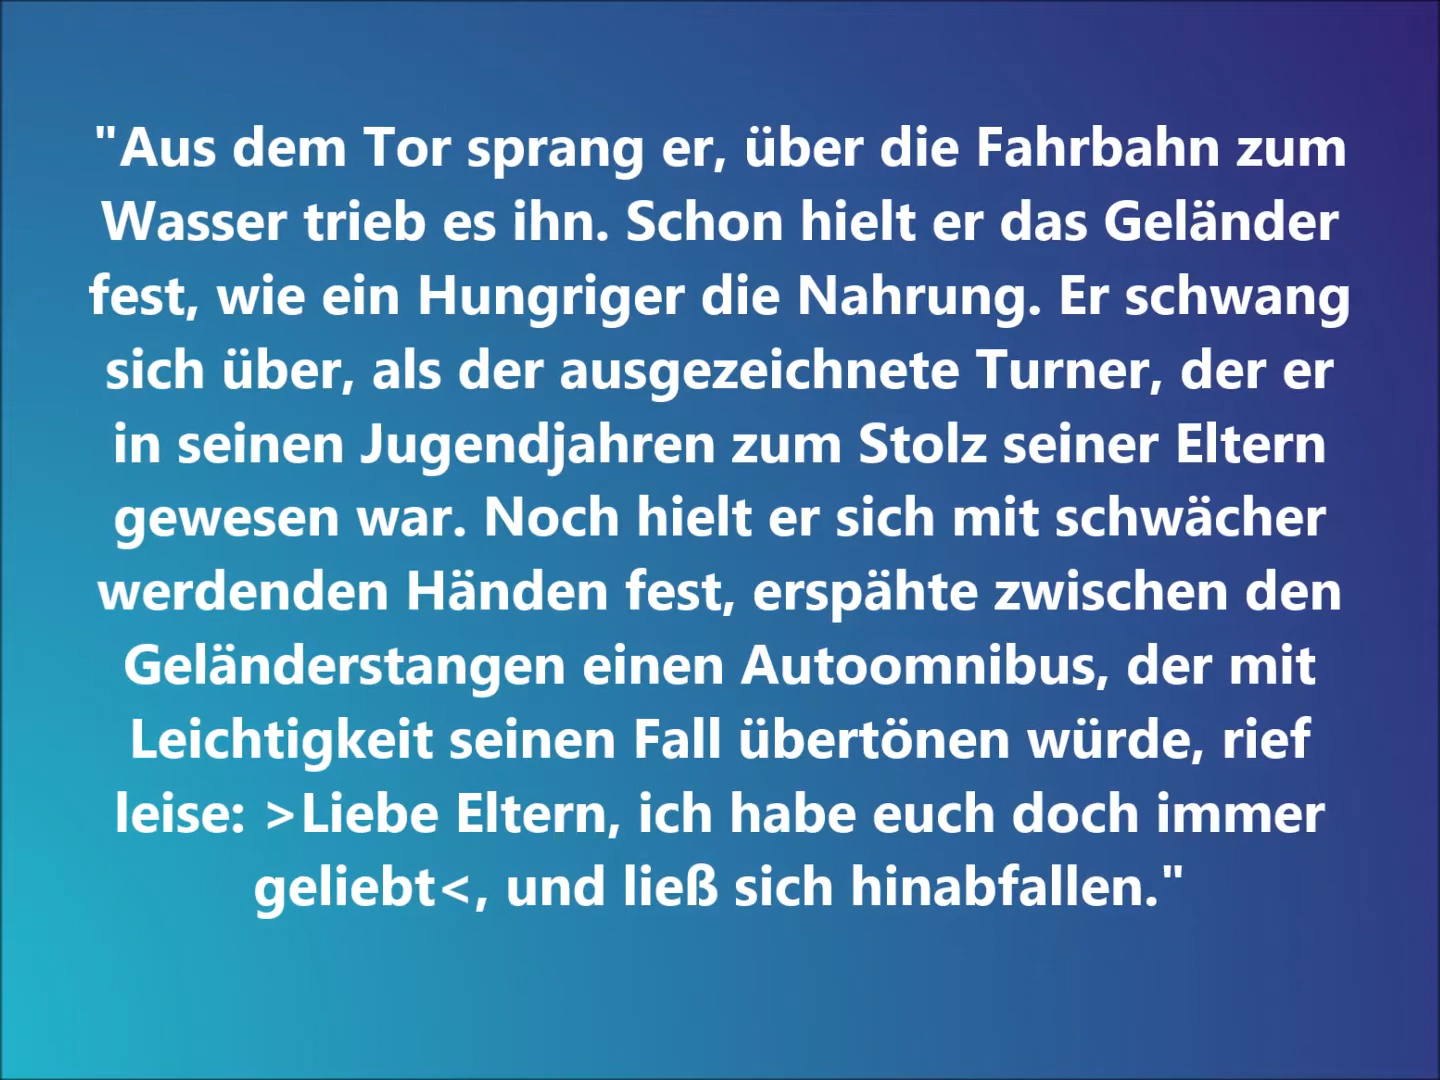 "Aus dem Tor sprang er, über die Fahrbahn zum
Wasser trieb es ihn. Schon hielt er das Geländer
fest, wie ein Hungriger die Nahrung. Er schwang
sich über, als der ausgezeichnete Turner, der er
in seinen Jugendjahren zum Stolz seiner Eltern
gewesen war. Noch hielt er sich mit schwächer
werdenden Händen fest, erspähte zwischen den
Geländerstangen einen Autoomnibus, der mit
Leichtigkeit seinen Fall übertönen würde, rief
leise: >Liebe Eltern, ich habe euch doch immer
geliebt<, und ließ sich hinabfallen."